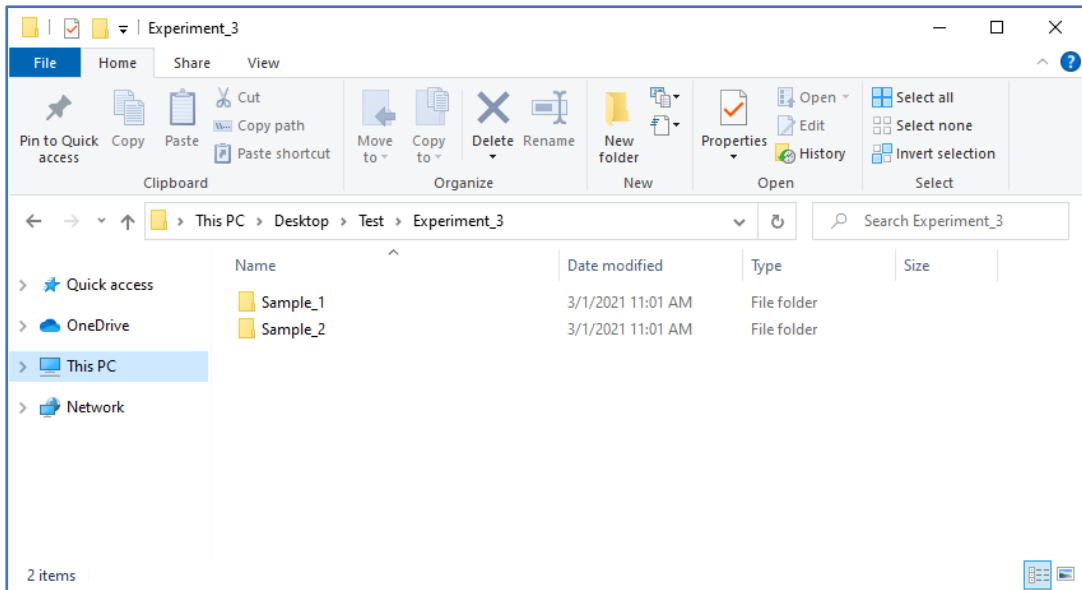 Experiment_3
File Home Share View
Pin to Quick access
Copy
Paste
Cut
Copy path
Paste shortcut
Move to
Copy to
Delete
Rename
New folder
Properties
Open
Edit
History
Select all
Select none
Invert selection
Clipboard Organize New Open Select
This PC > Desktop > Test > Experiment_3
Search Experiment_3
Name Date modified Type Size
Quick access
OneDrive
This PC
Network
Sample_1 3/1/2021 11:01 AM File folder
Sample_2 3/1/2021 11:01 AM File folder
2 items